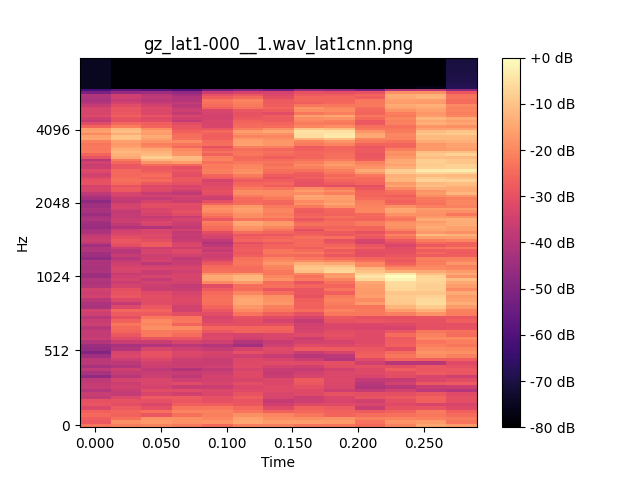 gz_lat1-000__1.wav_lat1cnn.png
Hz
4096
2048
1024
512
0
0.000 0.050 0.100 0.150 0.200 0.250
Time
+0 dB
-10 dB
-20 dB
-30 dB
-40 dB
-50 dB
-60 dB
-70 dB
-80 dB